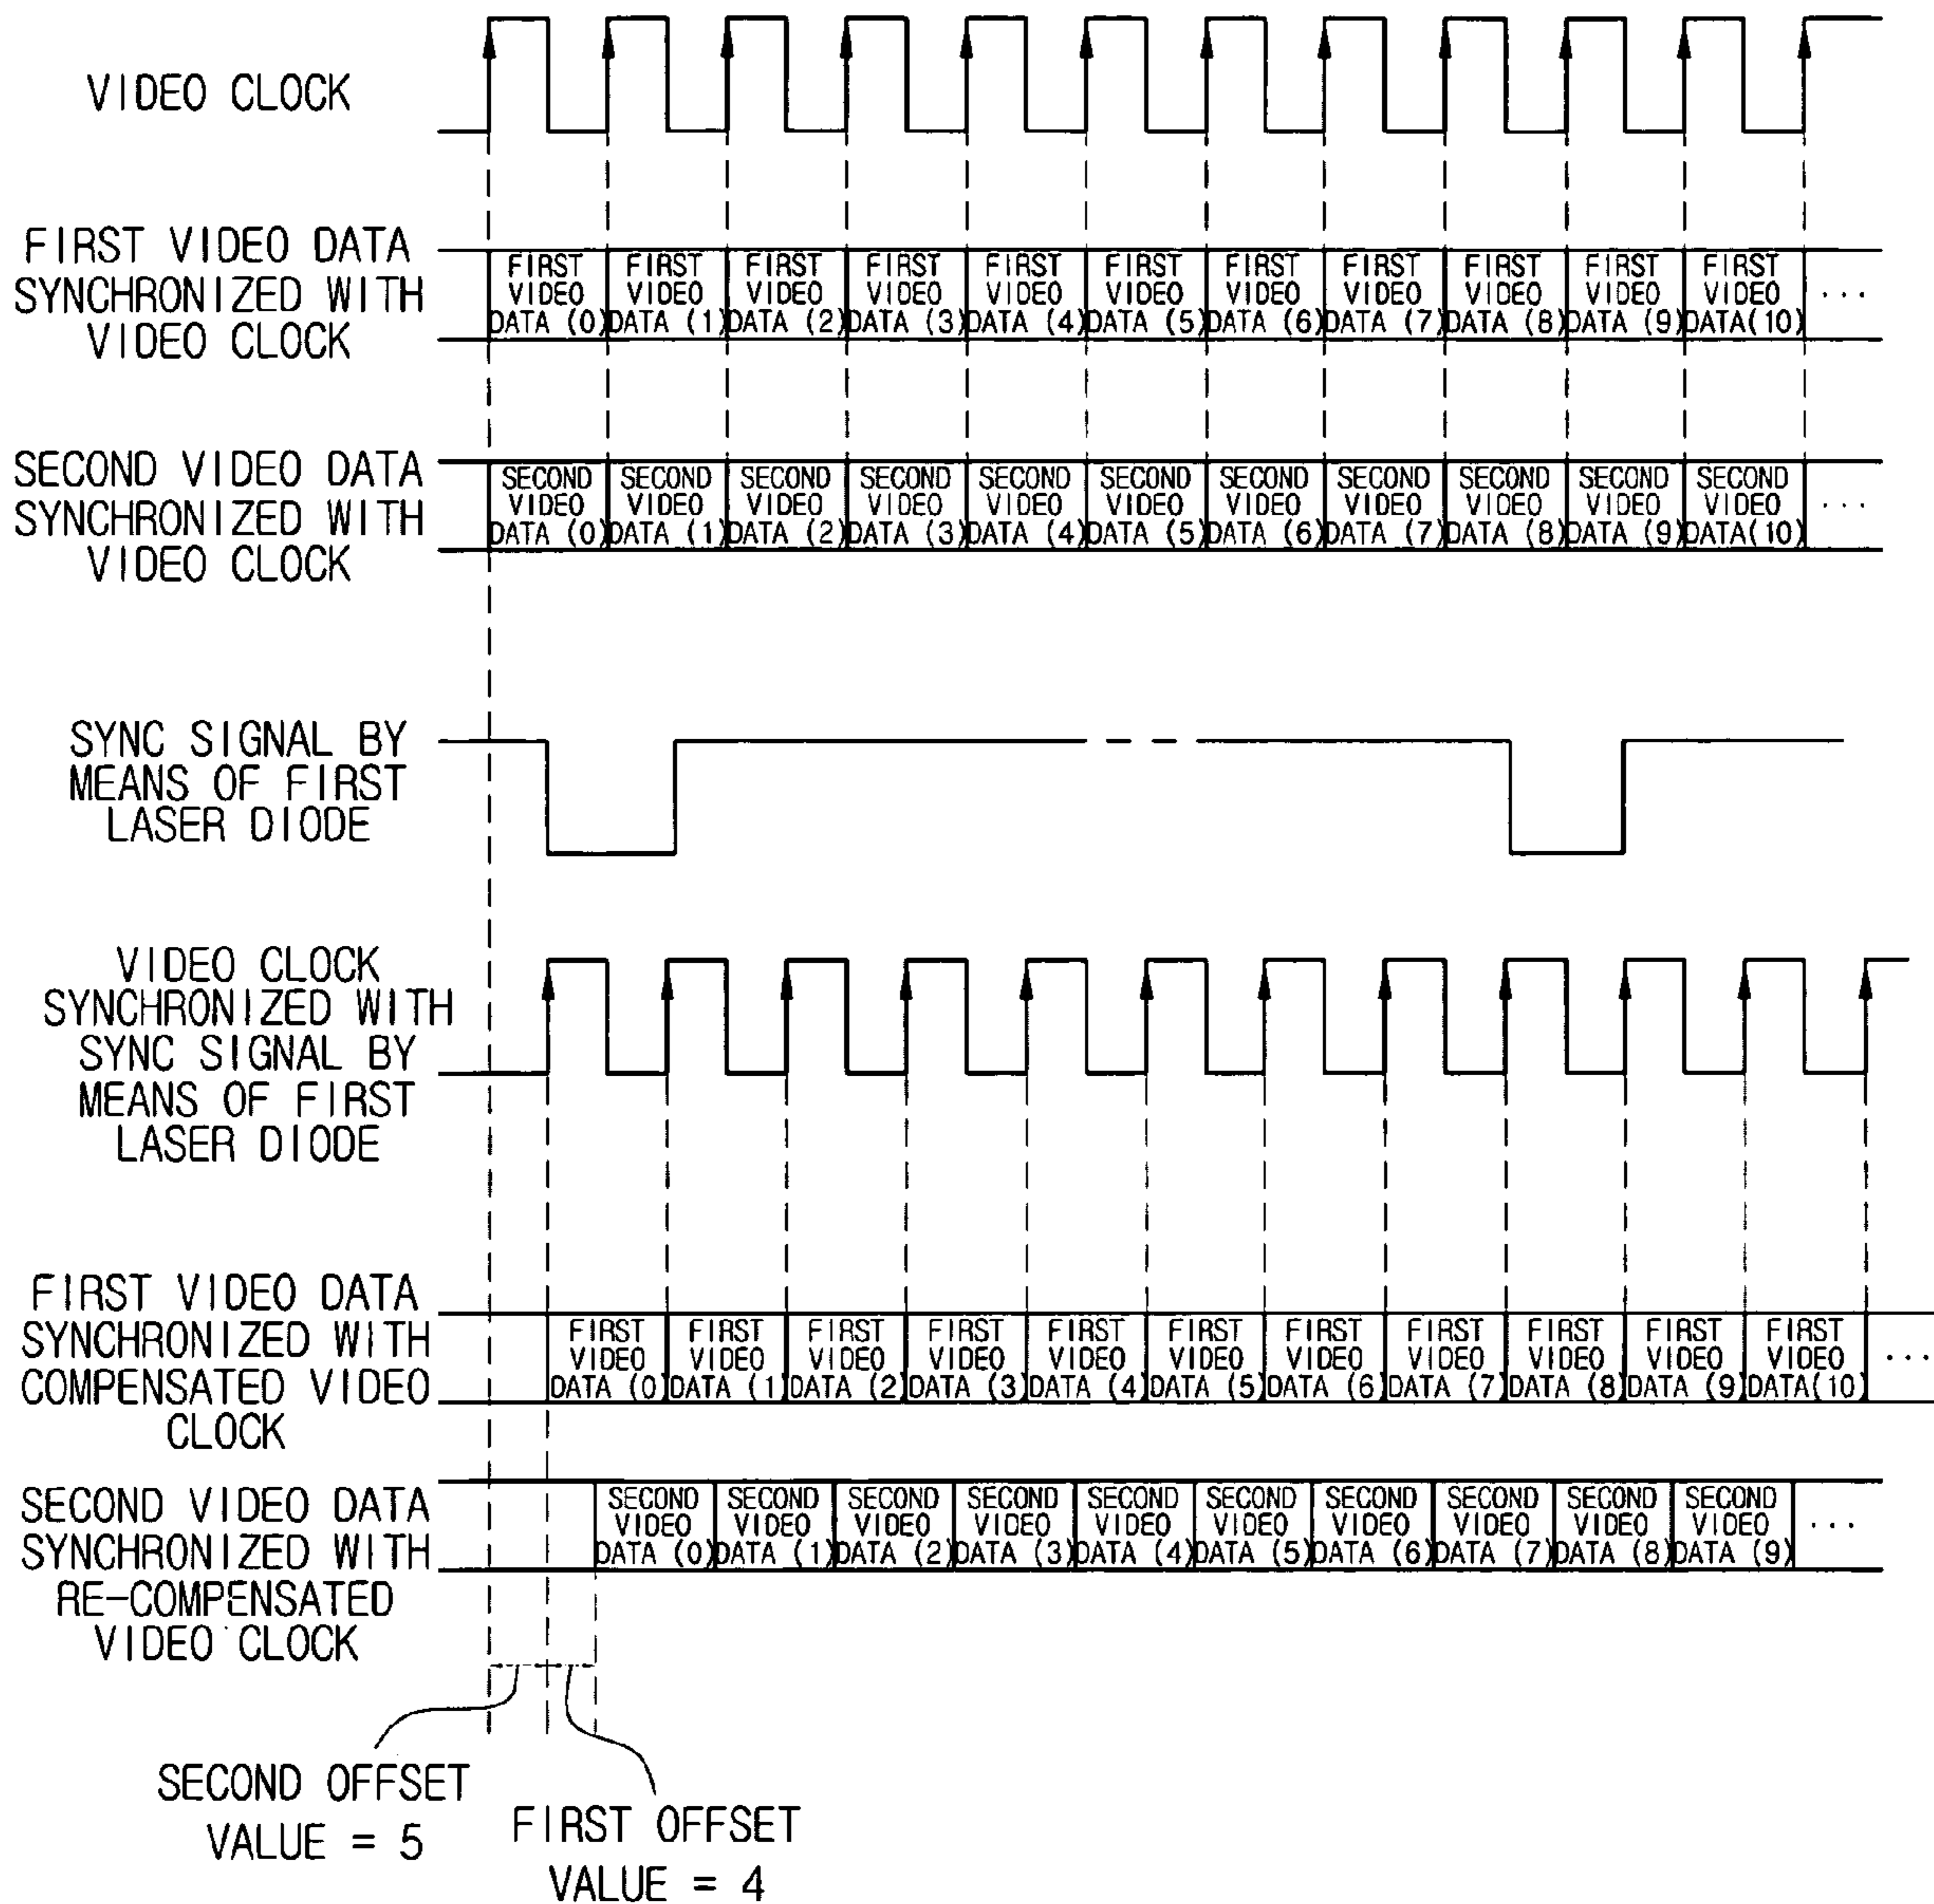 VIDEO CLOCK
FIRST VIDEO DATA
SYNCHRONIZED WITH
VIDEO CLOCK
FIRST FIRST FIRST FIRST FIRST FIRST FIRST FIRST FIRST FIRST FIRST
VIDEO VIDEO VIDEO VIDEO VIDEO VIDEO VIDEO VIDEO VIDEO VIDEO VIDEO ...
DATA (0) DATA (1) DATA (2) DATA (3) DATA (4) DATA (5) DATA (6) DATA (7) DATA (8) DATA (9) DATA(10)
SECOND VIDEO DATA
SYNCHRONIZED WITH
VIDEO CLOCK
SECOND SECOND SECOND SECOND SECOND SECOND SECOND SECOND SECOND SECOND SECOND
VIDEO VIDEO VIDEO VIDEO VIDEO VIDEO VIDEO VIDEO VIDEO VIDEO VIDEO ...
DATA (0) DATA (1) DATA (2) DATA (3) DATA (4) DATA (5) DATA (6) DATA (7) DATA (8) DATA (9) DATA(10)
SYNC SIGNAL BY
MEANS OF FIRST
LASER DIODE
VIDEO CLOCK
SYNCHRONIZED WITH
SYNC SIGNAL BY
MEANS OF FIRST
LASER DIODE
FIRST VIDEO DATA
SYNCHRONIZED WITH
COMPENSATED VIDEO
CLOCK
FIRST FIRST FIRST FIRST FIRST FIRST FIRST FIRST FIRST FIRST FIRST
VIDEO VIDEO VIDEO VIDEO VIDEO VIDEO VIDEO VIDEO VIDEO VIDEO VIDEO ...
DATA (0) DATA (1) DATA (2) DATA (3) DATA (4) DATA (5) DATA (6) DATA (7) DATA (8) DATA (9) DATA(10)
SECOND VIDEO DATA
SYNCHRONIZED WITH
RE-COMPENSATED
VIDEO CLOCK
SECOND SECOND SECOND SECOND SECOND SECOND SECOND SECOND SECOND SECOND
VIDEO VIDEO VIDEO VIDEO VIDEO VIDEO VIDEO VIDEO VIDEO VIDEO ...
DATA (0) DATA (1) DATA (2) DATA (3) DATA (4) DATA (5) DATA (6) DATA (7) DATA (8) DATA (9)
SECOND OFFSET
VALUE = 5
FIRST OFFSET
VALUE = 4